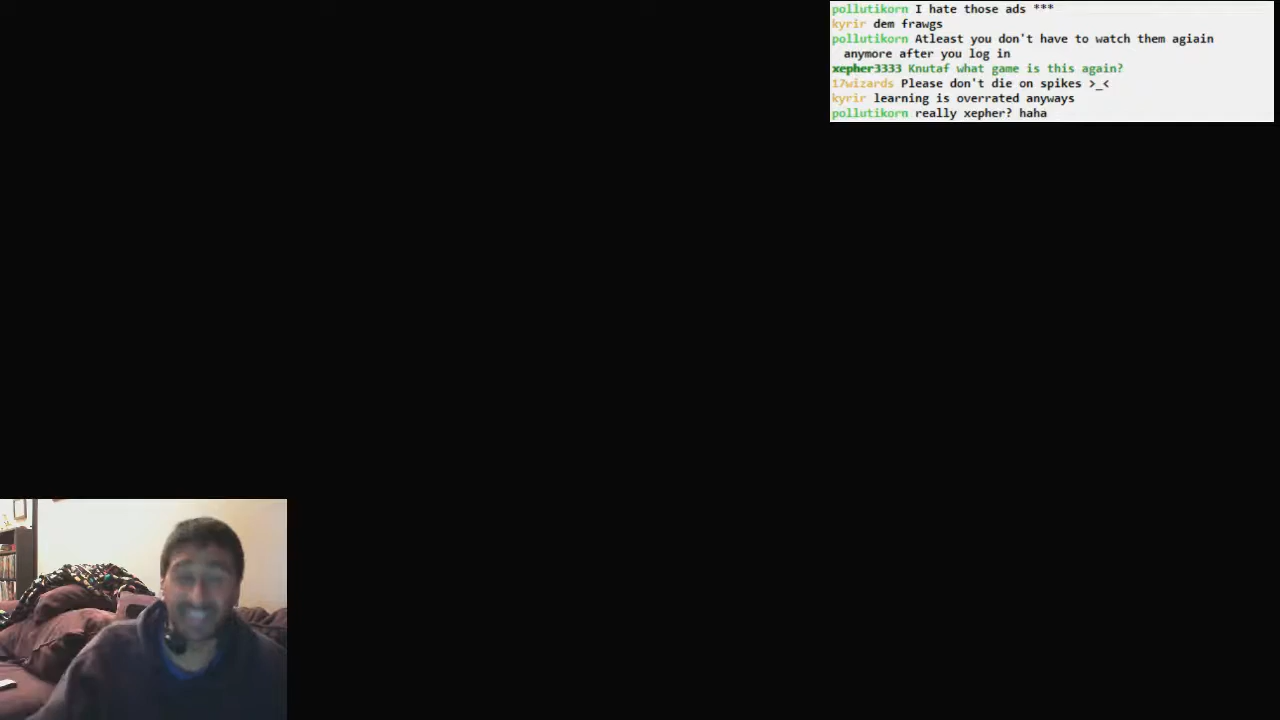 pollutikorn I hate those ads ***
kyrir dem frawgs
pollutikorn Atleast you don't have to watch them agiain
anymore after you log in
xepher3333 Knutaf what game is this again?
17wizards Please don't die on spikes >_<
kyrir learning is overrated anyways
pollutikorn really xepher? haha